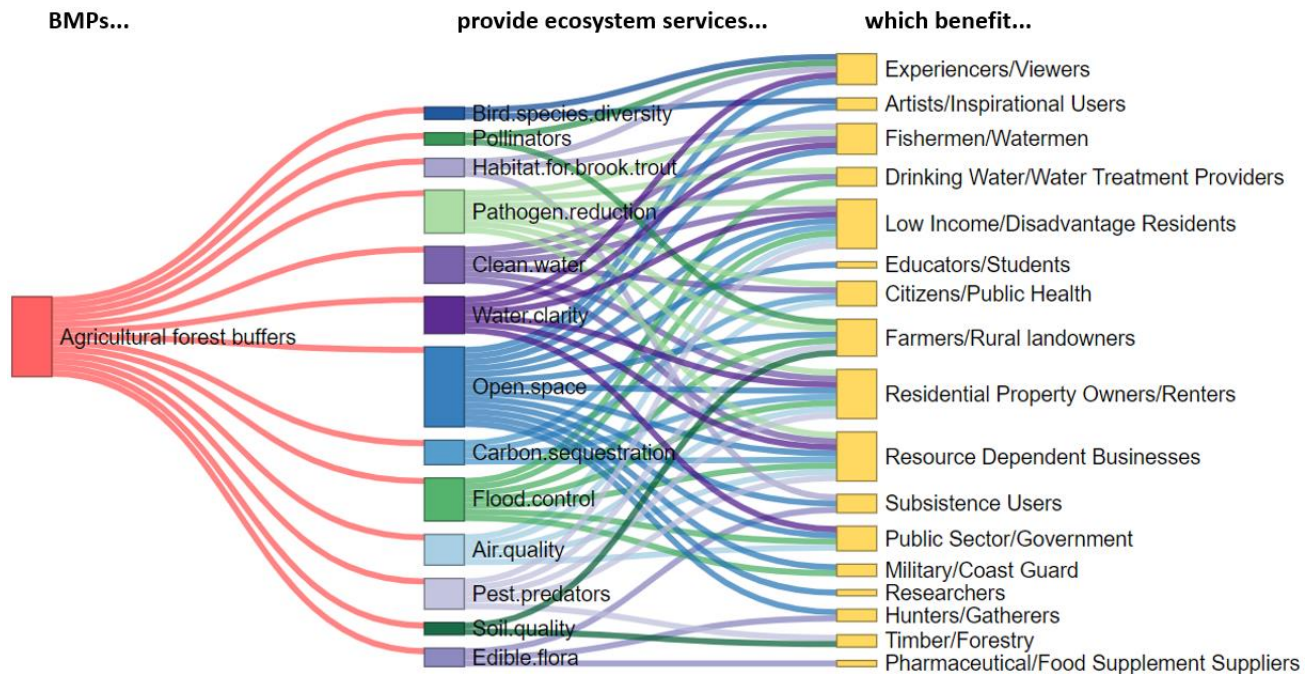 BMPs...
provide ecosystem services...
which benefit...
Agricultural forest buffers
Bird.species.diversity
Pollinators
Habitat.for.brook.trout
Pathogen.reduction
Clean.water
Water.clarity
Open.space
Carbon.sequestration
Flood.control
Air.quality
Pest.predators
Soil.quality
Edible.flora
Experiencers/Viewers
Artists/Inspirational Users
Fishermen/Watermen
Drinking Water/Water Treatment Providers
Low Income/Disadvantage Residents
Educators/Students
Citizens/Public Health
Farmers/Rural landowners
Residential Property Owners/Renters
Resource Dependent Businesses
Subsistence Users
Public Sector/Government
Military/Coast Guard
Researchers
Hunters/Gatherers
Timber/Forestry
Pharmaceutical/Food Supplement Suppliers